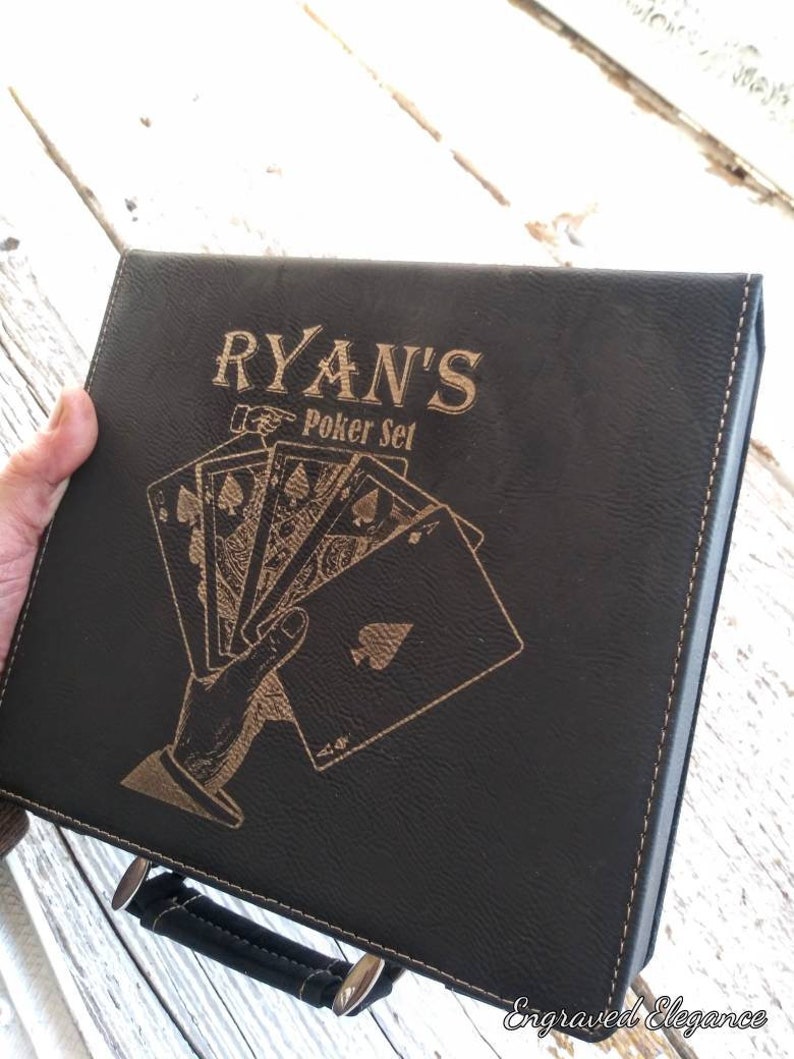 RYAN'S
Poker Set
A
A
Engraved Elegance